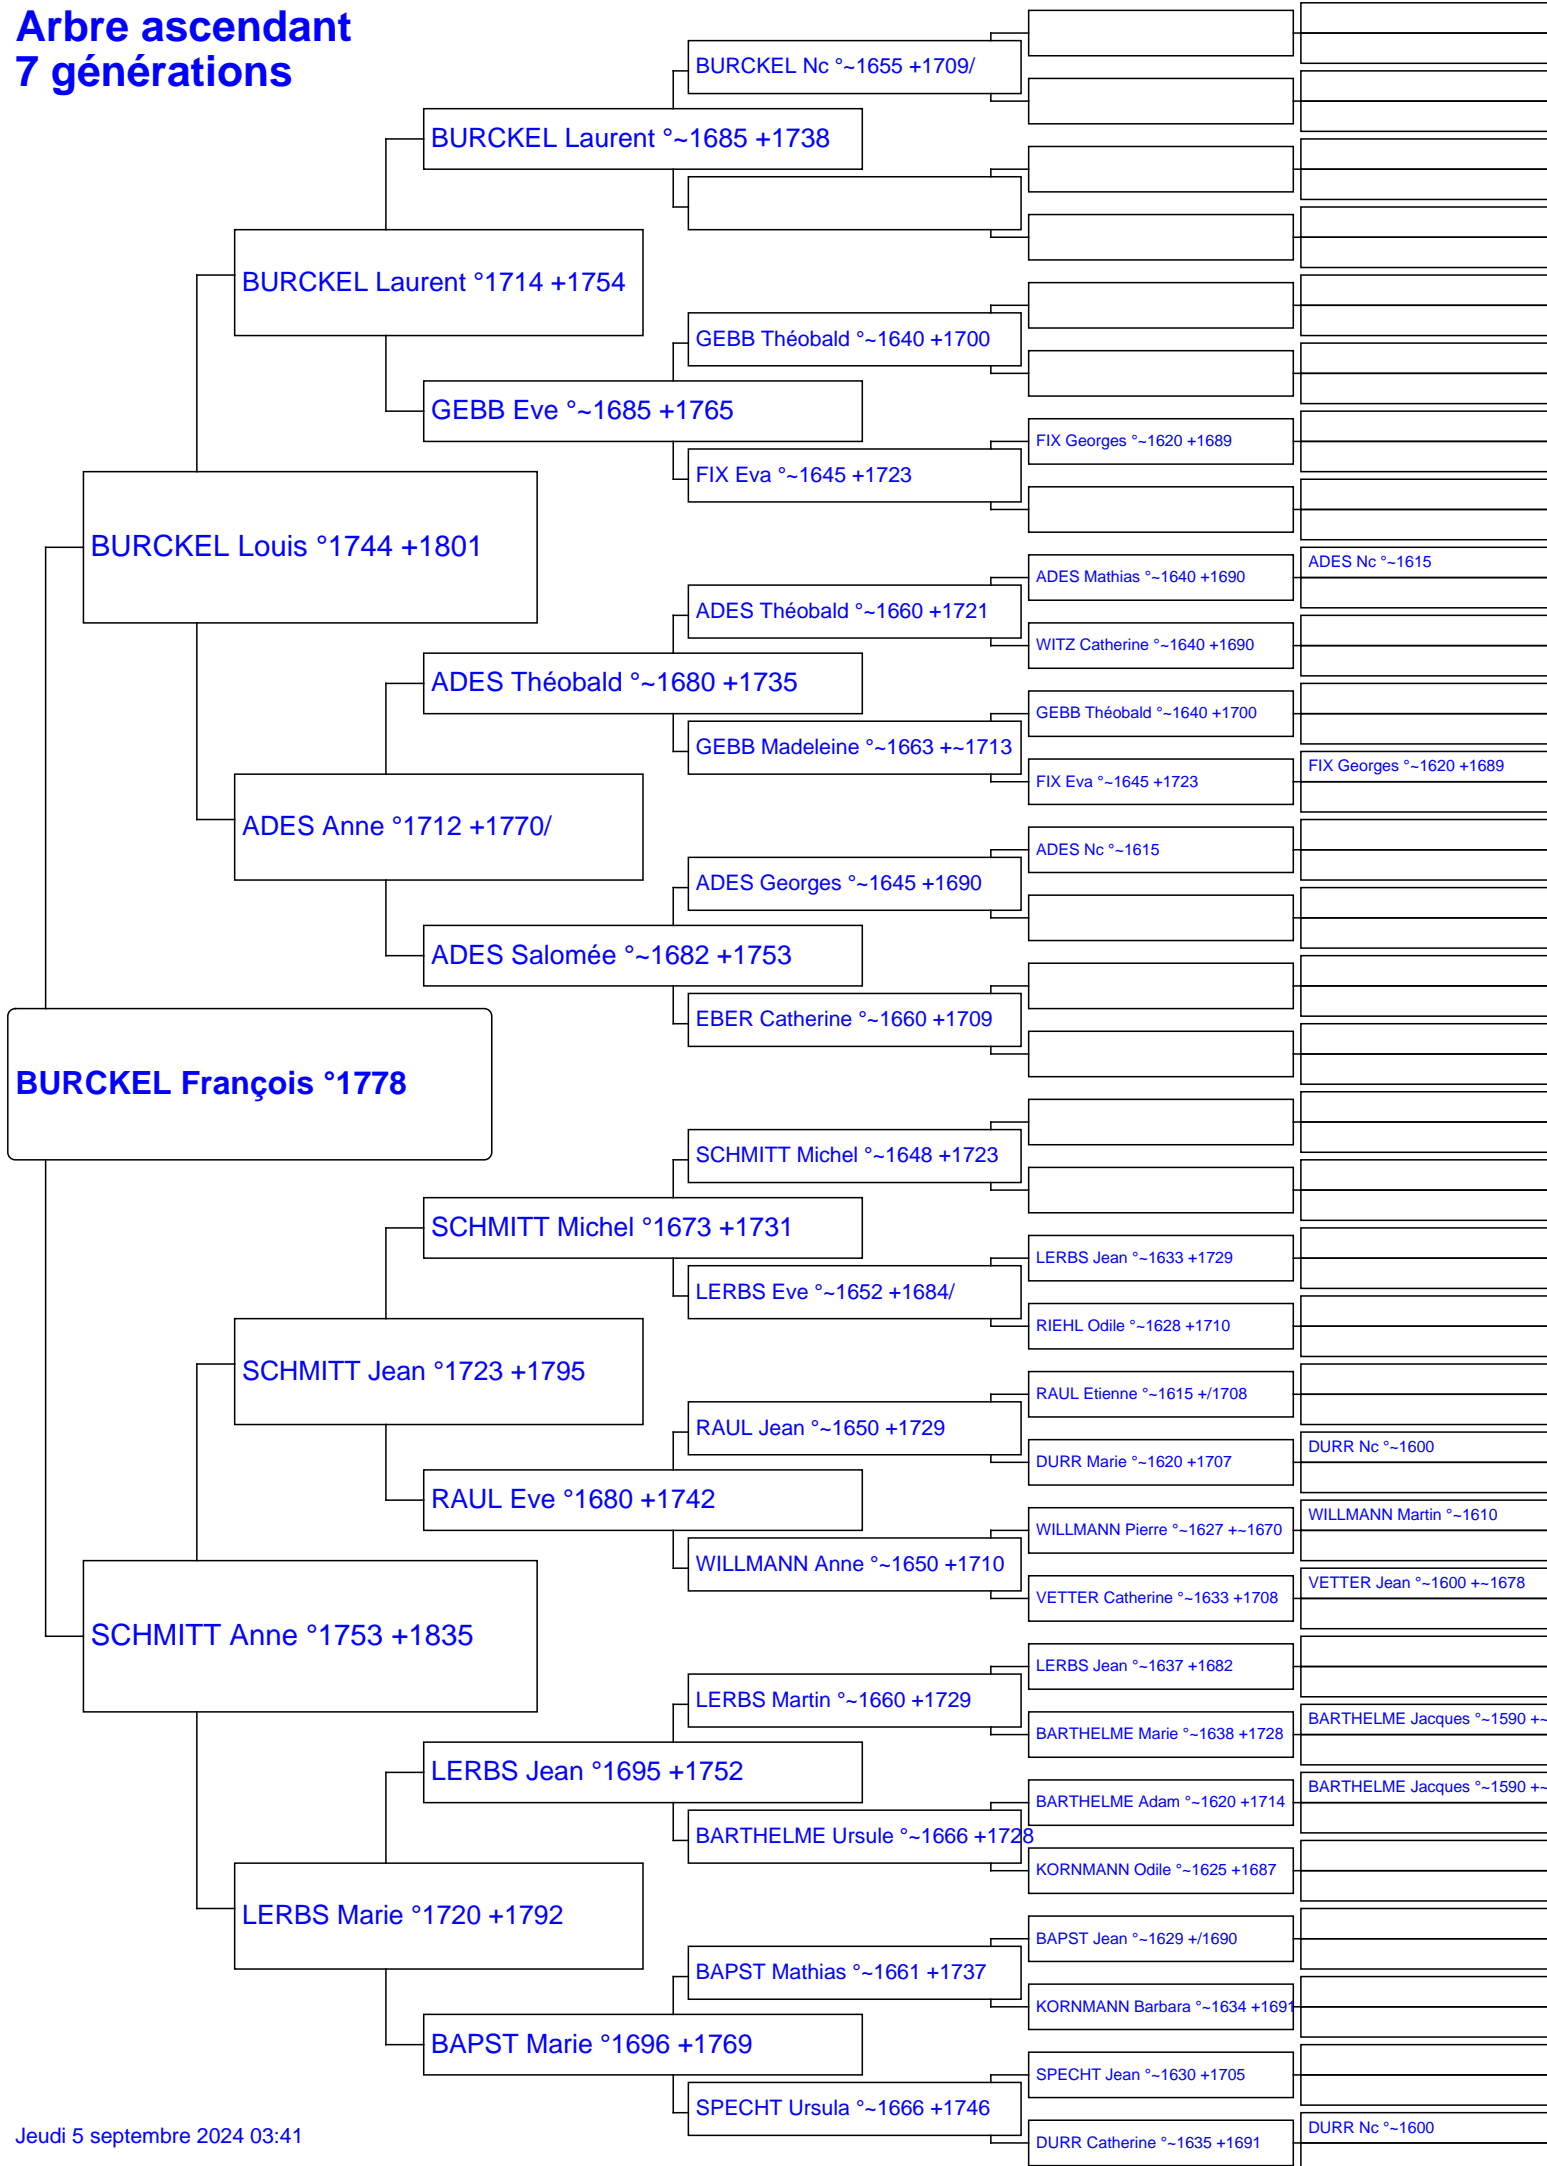 Arbre ascendant
7 générations
BURCKEL Nc °~1655 +1709/
BURCKEL Laurent °~1685 +1738
BURCKEL Laurent °1714 +1754
GEBB Théobald °~1640 +1700
GEBB Eve °~1685 +1765
FIX Georges °~1620 +1689
FIX Eva °~1645 +1723
BURCKEL Louis °1744 +1801
ADES Nc °~1615
ADES Mathias °~1640 +1690
ADES Théobald °~1660 +1721
WITZ Catherine °~1640 +1690
ADES Théobald °~1680 +1735
GEBB Théobald °~1640 +1700
GEBB Madeleine °~1663 +~1713
FIX Georges °~1620 +1689
FIX Eva °~1645 +1723
ADES Anne °1712 +1770/
ADES Nc °~1615
ADES Georges °~1645 +1690
ADES Salomée °~1682 +1753
EBER Catherine °~1660 +1709
BURCKEL François °1778
SCHMITT Michel °~1648 +1723
SCHMITT Michel °1673 +1731
LERBS Jean °~1633 +1729
LERBS Eve °~1652 +1684/
RIEHL Odile °~1628 +1710
SCHMITT Jean °1723 +1795
RAUL Etienne °~1615 +/1708
RAUL Jean °~1650 +1729
DURR Nc °~1600
DURR Marie °~1620 +1707
RAUL Eve °1680 +1742
WILLMANN Martin °~1610
WILLMANN Pierre °~1627 +~1670
WILLMANN Anne °~1650 +1710
VETTER Jean °~1600 +~1678
VETTER Catherine °~1633 +1708
SCHMITT Anne °1753 +1835
LERBS Jean °~1637 +1682
LERBS Martin °~1660 +1729
BARTHELME Jacques °~1590 +~
BARTHELME Marie °~1638 +1728
LERBS Jean °1695 +1752
BARTHELME Jacques °~1590 +~
BARTHELME Adam °~1620 +1714
BARTHELME Ursule °~1666 +1728
KORNMANN Odile °~1625 +1687
LERBS Marie °1720 +1792
BAPST Jean °~1629 +/1690
BAPST Mathias °~1661 +1737
KORNMANN Barbara °~1634 +1691
BAPST Marie °1696 +1769
SPECHT Jean °~1630 +1705
SPECHT Ursula °~1666 +1746
DURR Nc °~1600
DURR Catherine °~1635 +1691
Jeudi 5 septembre 2024 03:41